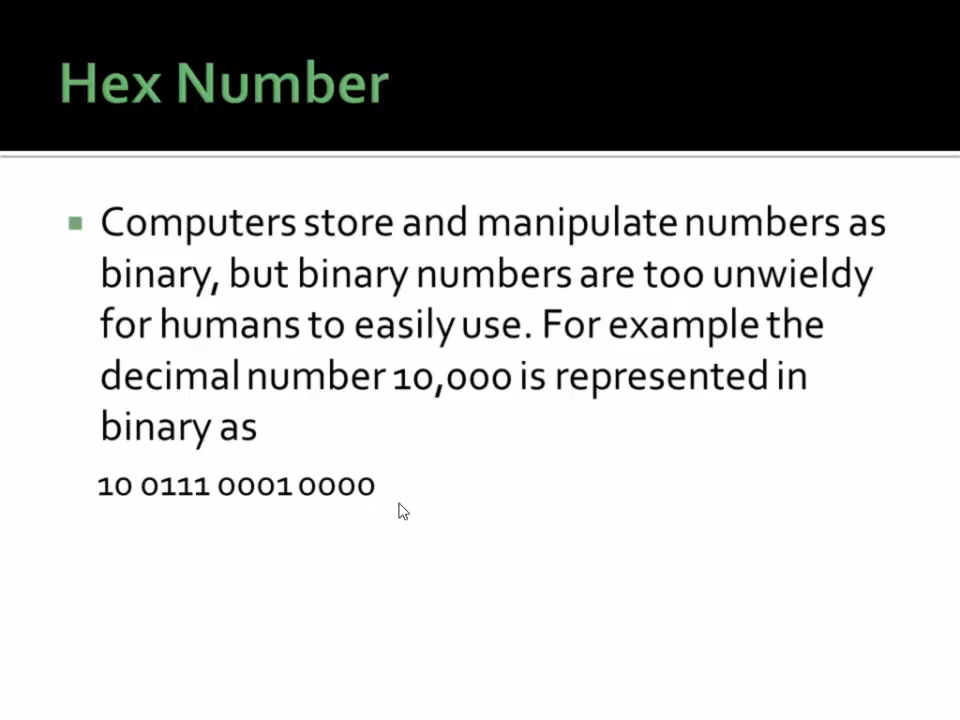 Hex Number
Computers store and manipulate numbers as
binary, but binary numbers are too unwieldy
for humans to easily use. For example the
decimal number 10,000 is represented in
binary as
10 0111 0001 0000